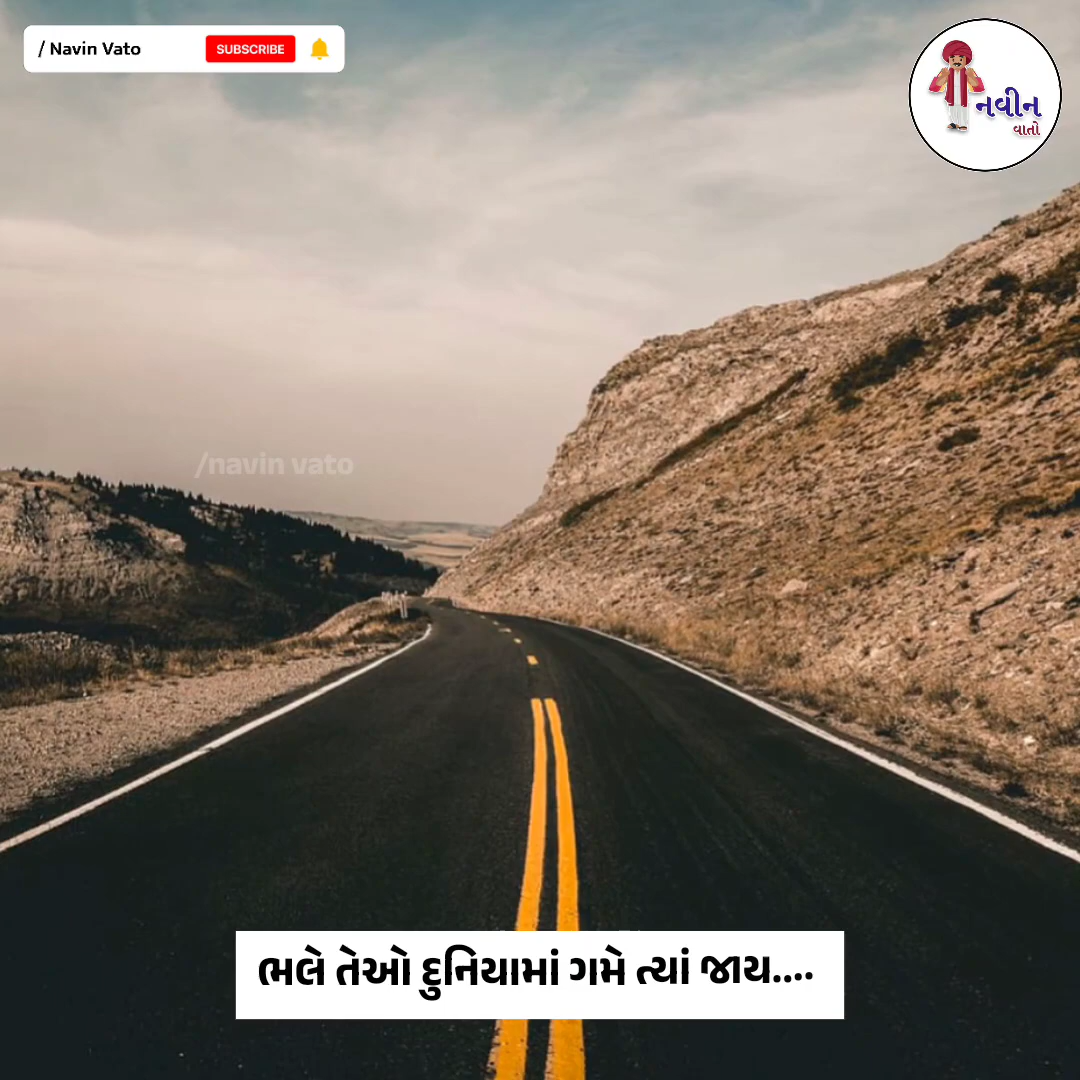 / Navin Vato
SUBSCRIBE
નવીન
વાતો
/navin vato
ભલે તેઓ દુનિયામાં ગમે ત્યાં જાય....